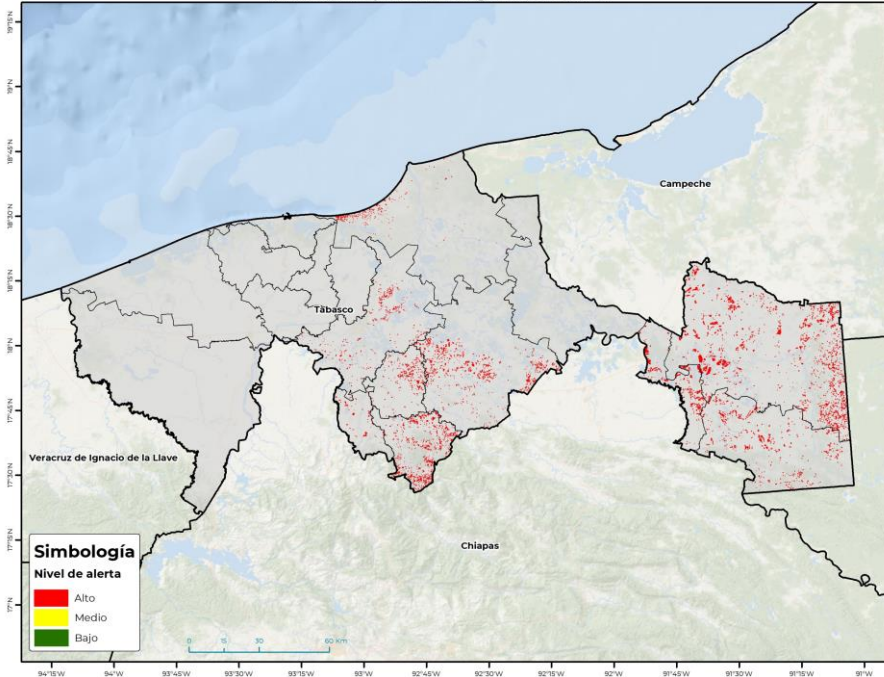 19°15'N
19°N
18°45'N
Campeche
18°30'N
18°15'N
Tabasco
18°N
17°45'N
Veracruz de Ignacio de la Llave
17°30'N
17°15'N
Chiapas
17°N
Simbología
Nivel de alerta
Alto
Medio
Bajo
0 15 30 60 Km
94°15'W 94°W 93°45'W 93°30'W 93°15'W 93°W 92°45'W 92°30'W 92°15'W 92°W 91°45'W 91°30'W 91°15'W 91°W